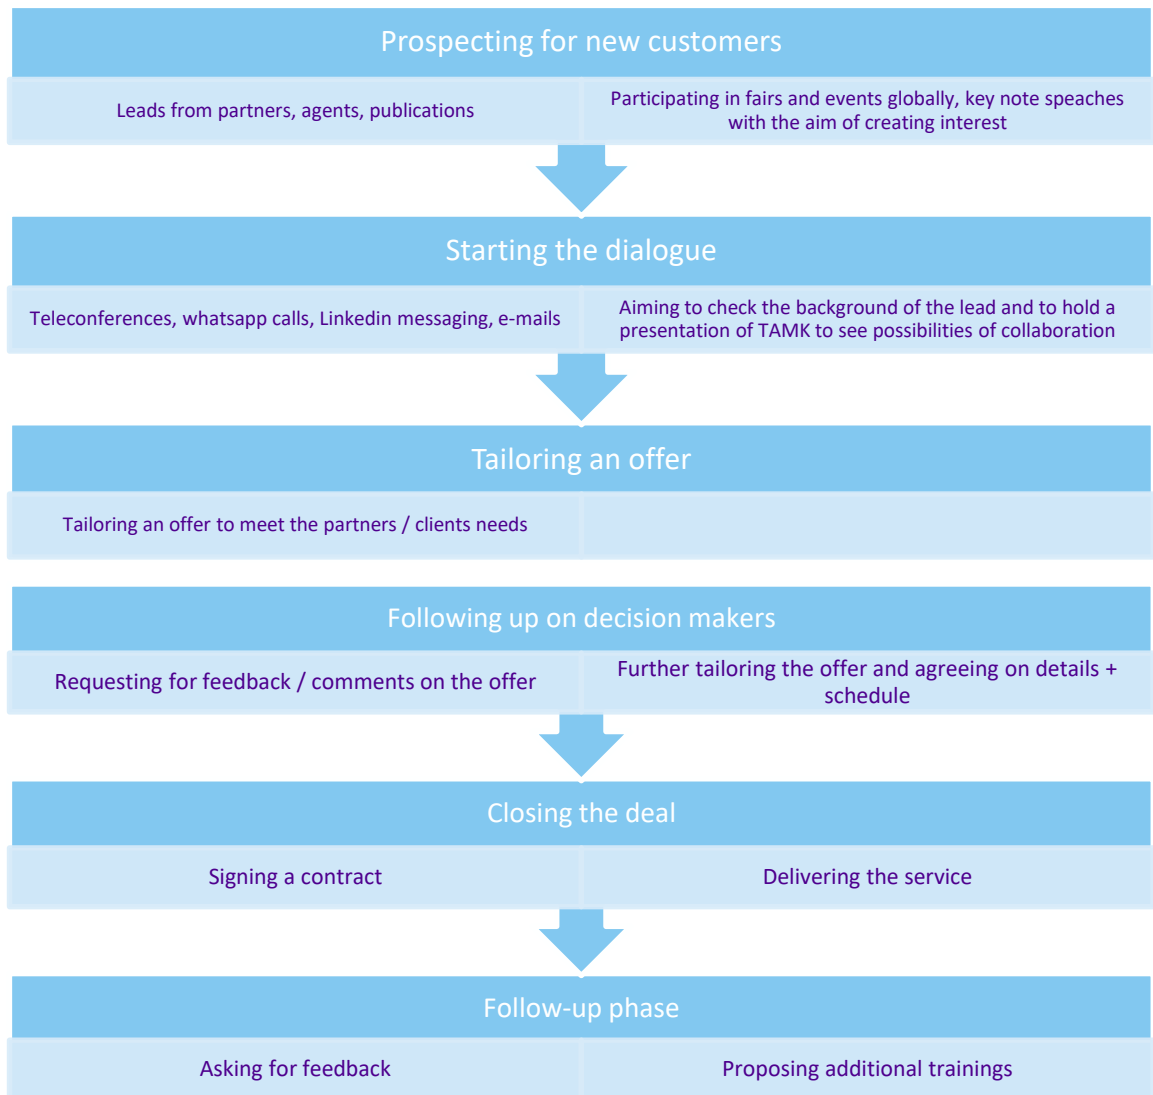 Prospecting for new customers
Leads from partners, agents, publications
Participating in fairs and events globally, key note speaches
with the aim of creating interest
Starting the dialogue
Teleconferences, whatsapp calls, Linkedin messaging, e-mails
Aiming to check the background of the lead and to hold a
presentation of TAMK to see possibilities of collaboration
Tailoring an offer
Tailoring an offer to meet the partners / clients needs
Following up on decision makers
Requesting for feedback / comments on the offer
Further tailoring the offer and agreeing on details +
schedule
Closing the deal
Signing a contract
Delivering the service
Follow-up phase
Asking for feedback
Proposing additional trainings